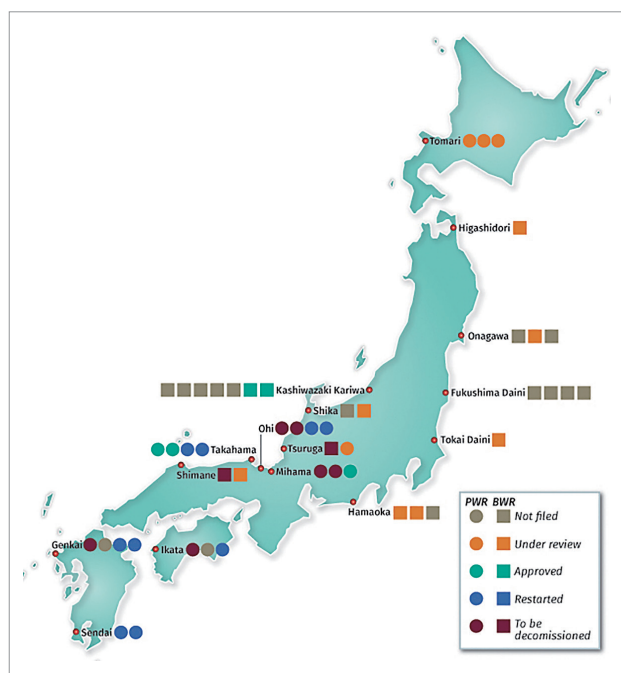 Tomari
Higashidori
Onagawa
Kashiwazaki Kariwa
Fukushima Daini
Shika
Ohi
Tsuruga
Tokai Daini
Takahama
Shimane
Mihama
Hamaoka
Genkai
Ikata
Sendai
PWR BWR
Not filed
Under review
Approved
Restarted
To be
decomissioned